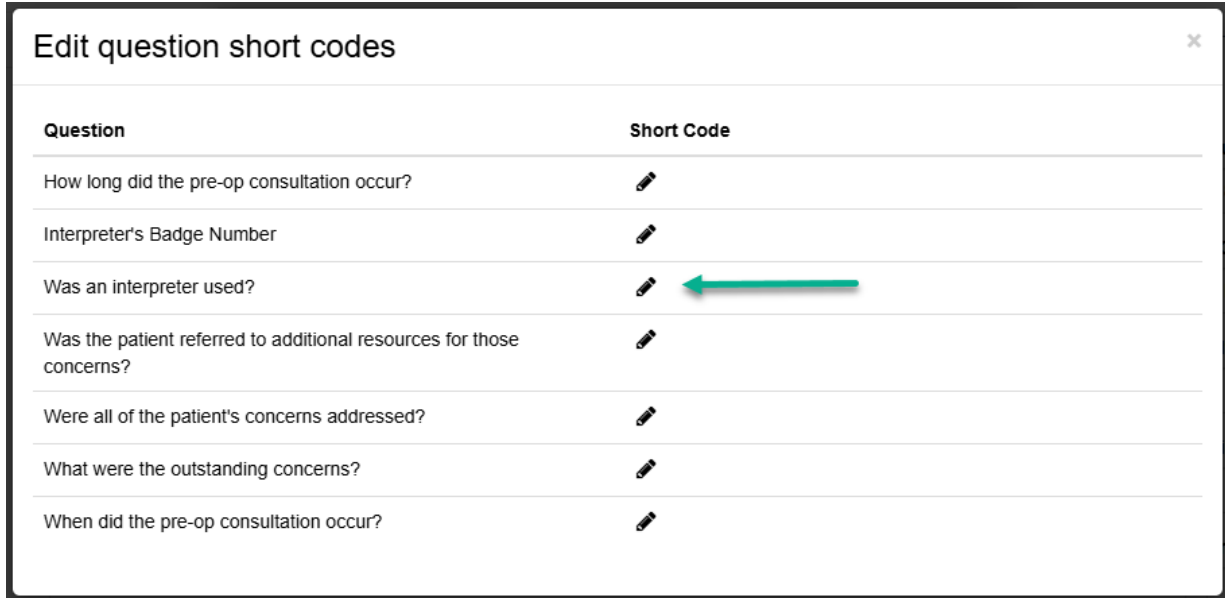 Edit question short codes
×
Question Short Code
How long did the pre-op consultation occur?
Interpreter's Badge Number
Was an interpreter used?
Was the patient referred to additional resources for those
concerns?
Were all of the patient's concerns addressed?
What were the outstanding concerns?
When did the pre-op consultation occur?